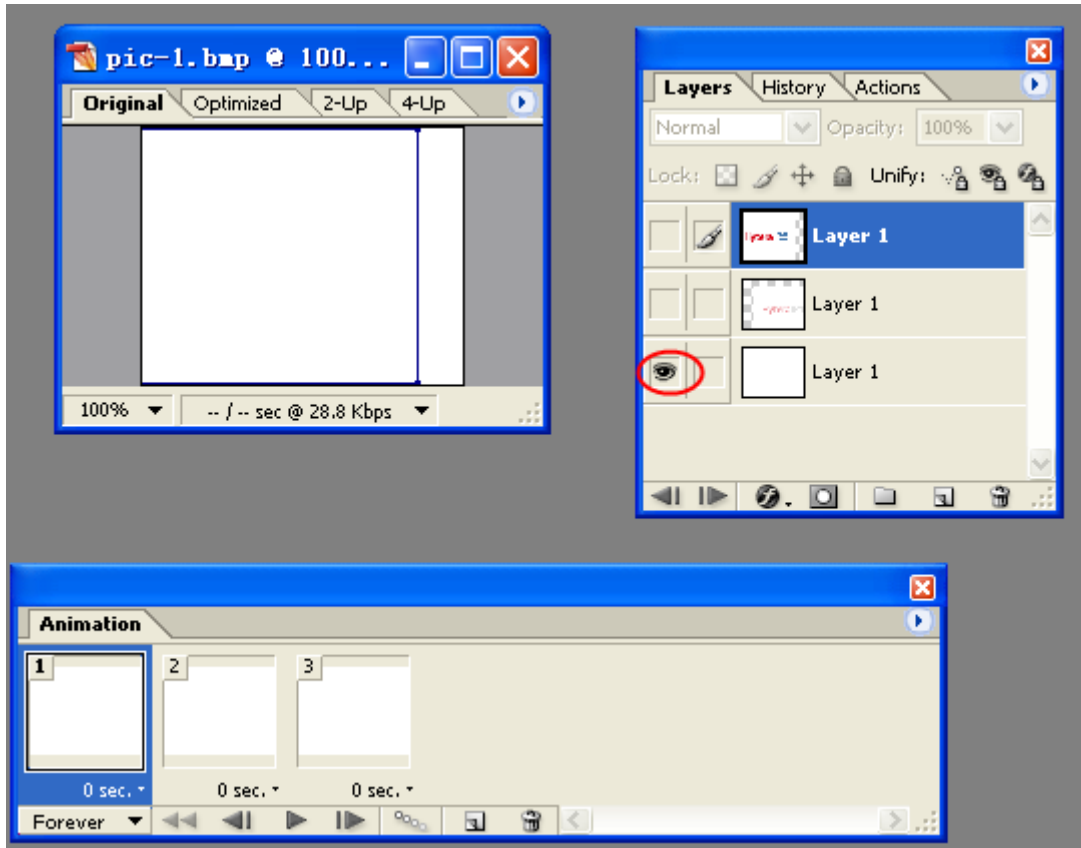 pic-1.bmp @ 100...
Original Optimized 2-Up 4-Up
100% -- / -- sec @ 28.8 Kbps
Layers History Actions
Normal Opacity: 100%
Lock: Unify:
Layer 1
Layer 1
Layer 1
Animation
1 2 3
0 sec. 0 sec. 0 sec.
Forever